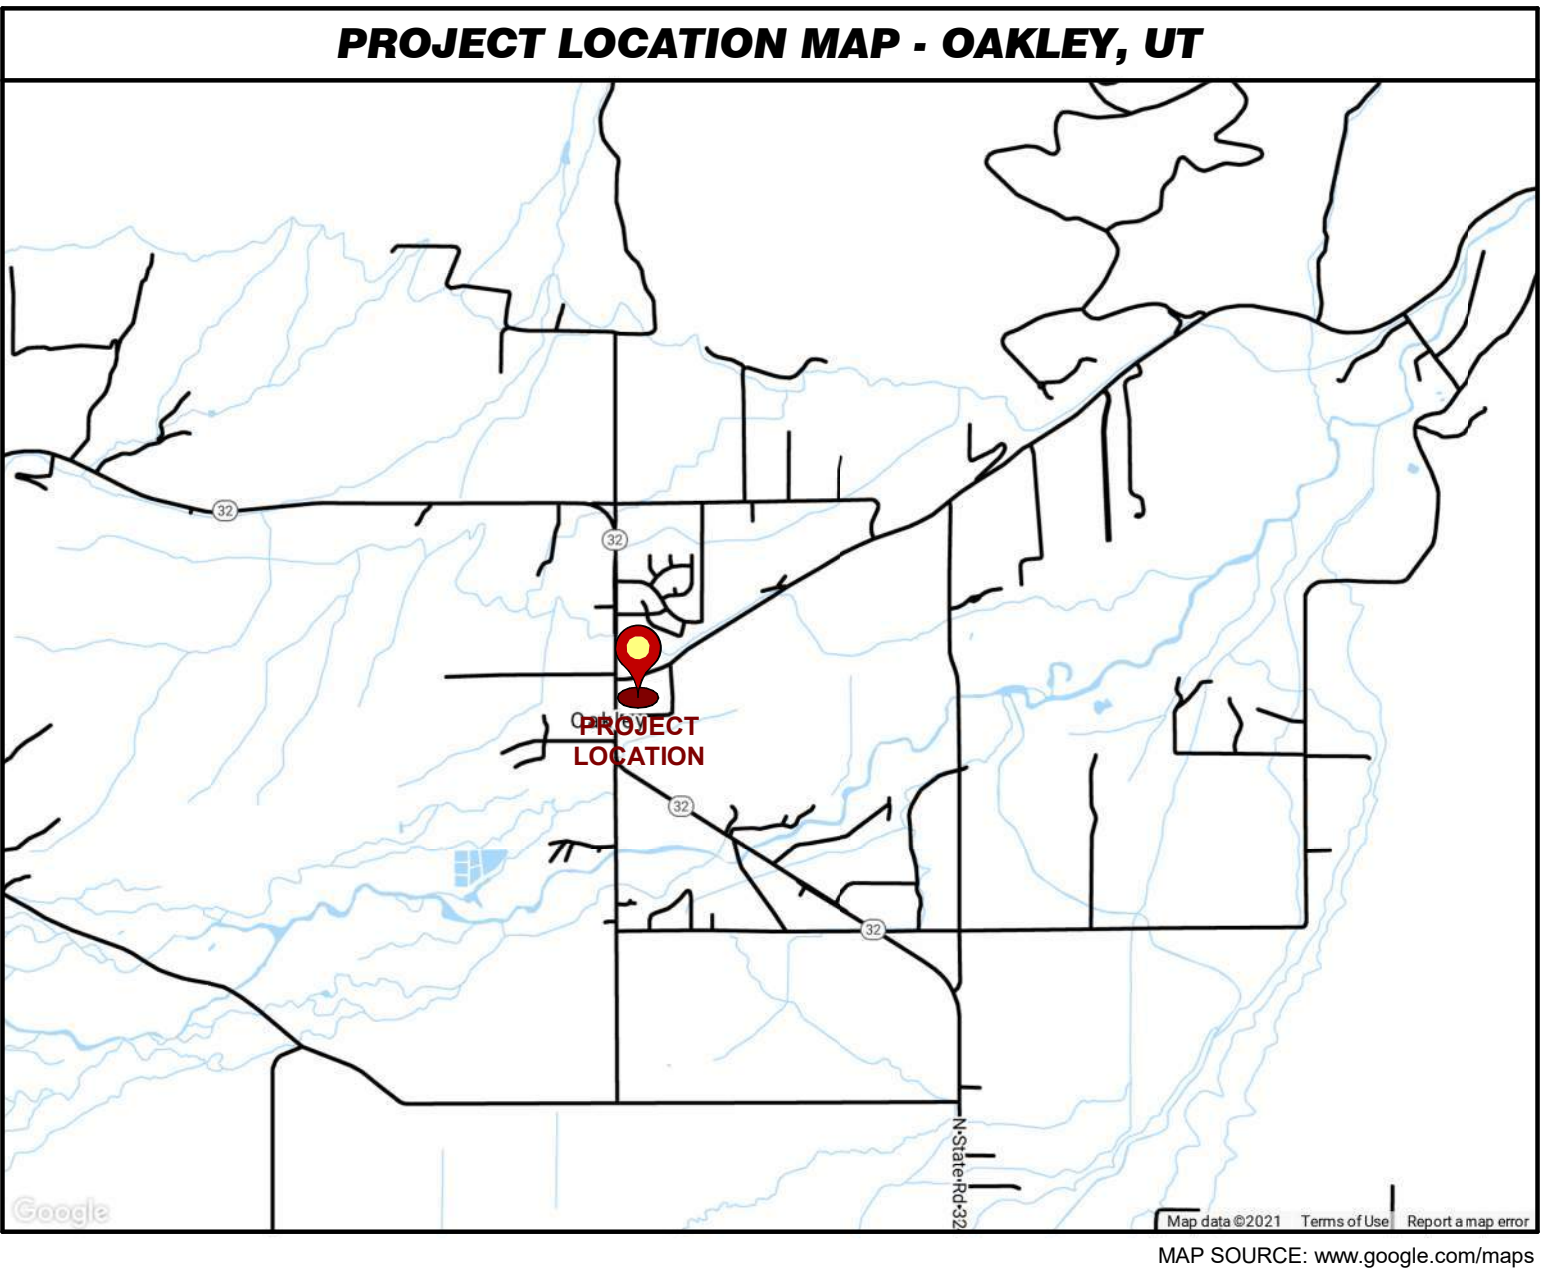 PROJECT LOCATION MAP - OAKLEY, UT
32
32
Oakley
PROJECT
LOCATION
32
32
N State Rd 32
Google
Map data ©2021 Terms of Use Report a map error
MAP SOURCE: www.google.com/maps